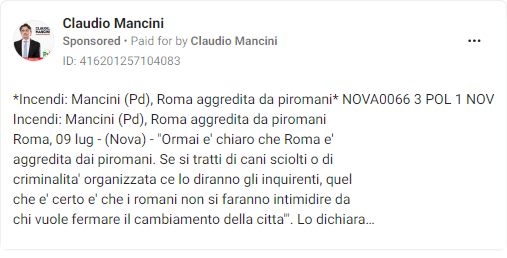 Claudio Mancini
Sponsored • Paid for by Claudio Mancini
ID: 416201257104083
*Incendi: Mancini (Pd), Roma aggredita da piromani* NOVA0066 3 POL 1 NOV
Incendi: Mancini (Pd), Roma aggredita da piromani
Roma, 09 lug - (Nova) - "Ormai e' chiaro che Roma e'
aggredita dai piromani. Se si tratti di cani sciolti o di
criminalita' organizzata ce lo diranno gli inquirenti, quel
che e' certo e' che i romani non si faranno intimidire da
chi vuole fermare il cambiamento della citta'". Lo dichiara...